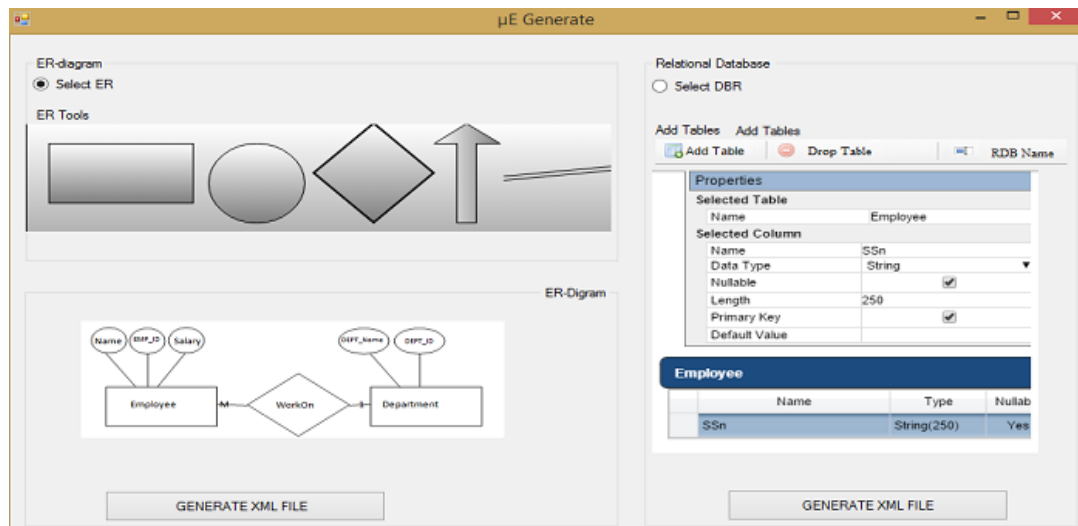 µE Generate
ER-diagram
Select ER
ER Tools
ER-Digram
Name
EMP_ID
Salary
DEPT_Name
DEPT_ID
Employee
M
WorkOn
1
Department
GENERATE XML FILE
Relational Database
Select DBR
Add Tables Add Tables
Add Table Drop Table RDB Name
Properties
Selected Table
Name Employee
Selected Column
Name SSn
Data Type String
Nullable
Length 250
Primary Key
Default Value
Employee
Name Type Nullab
SSn String(250) Yes
GENERATE XML FILE